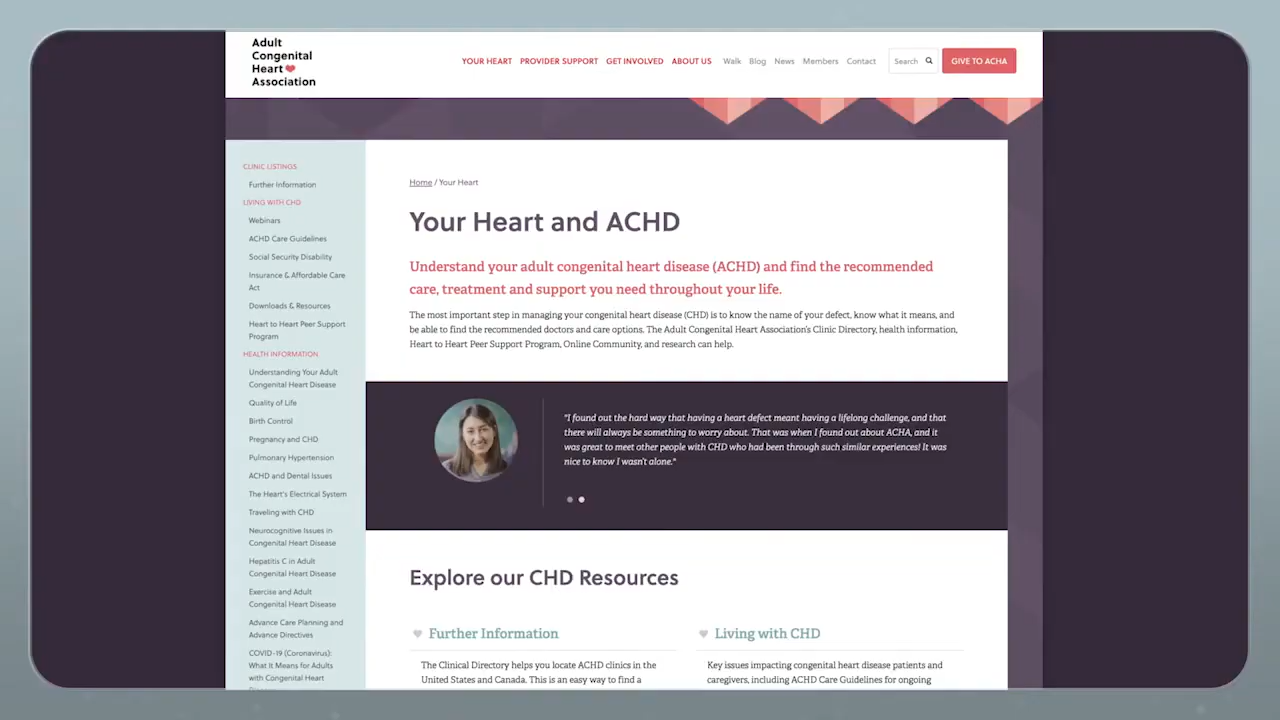 Adult
Congenital
Heart
Association
YOUR HEART PROVIDER SUPPORT GET INVOLVED ABOUT US Walk Blog News Members Contact Search GIVE TO ACHA
CLINIC LISTINGS
Further Information
LIVING WITH CHD
Webinars
ACHD Care Guidelines
Social Security Disability
Insurance & Affordable Care
Act
Downloads & Resources
Heart to Heart Peer Support
Program
HEALTH INFORMATION
Understanding Your Adult
Congenital Heart Disease
Quality of Life
Birth Control
Pregnancy and CHD
Pulmonary Hypertension
ACHD and Dental Issues
The Heart's Electrical System
Traveling with CHD
Neurocognitive Issues in
Congenital Heart Disease
Hepatitis C in Adult
Congenital Heart Disease
Exercise and Adult
Congenital Heart Disease
Advance Care Planning and
Advance Directives
COVID-19 (Coronavirus):
What It Means for Adults
with Congenital Heart
Home / Your Heart
Your Heart and ACHD
Understand your adult congenital heart disease (ACHD) and find the recommended
care, treatment and support you need throughout your life.
The most important step in managing your congenital heart disease (CHD) is to know the name of your defect, know what it means, and
be able to find the recommended doctors and care options. The Adult Congenital Heart Association's Clinic Directory, health information,
Heart to Heart Peer Support Program, Online Community, and research can help.
"I found out the hard way that having a heart defect meant having a lifelong challenge, and that
there will always be something to worry about. That was when I found out about ACHA, and it
was great to meet other people with CHD who had been through such similar experiences! It was
nice to know I wasn't alone."
Explore our CHD Resources
Further Information
The Clinical Directory helps you locate ACHD clinics in the
United States and Canada. This is an easy way to find a
Living with CHD
Key issues impacting congenital heart disease patients and
caregivers, including ACHD Care Guidelines for ongoing